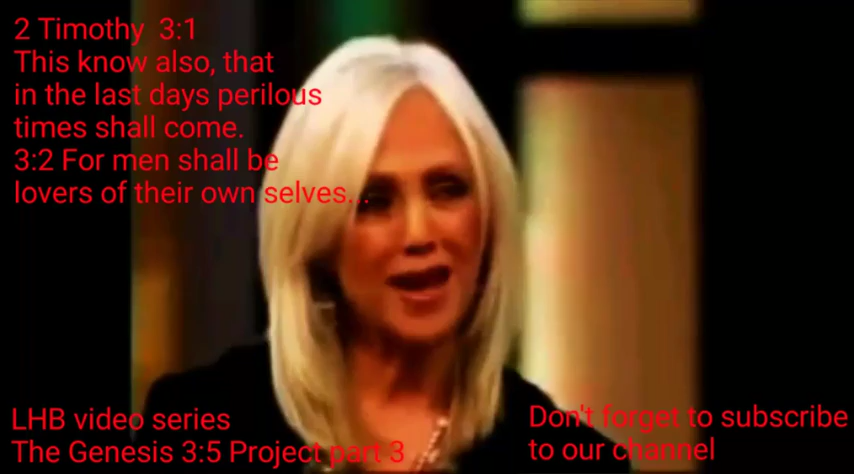 2 Timothy 3:1
This know also, that
in the last days perilous
times shall come.
3:2 For men shall be
lovers of their own selves...
LHB video series
The Genesis 3:5 Project part 3
Don't forget to subscribe
to our channel